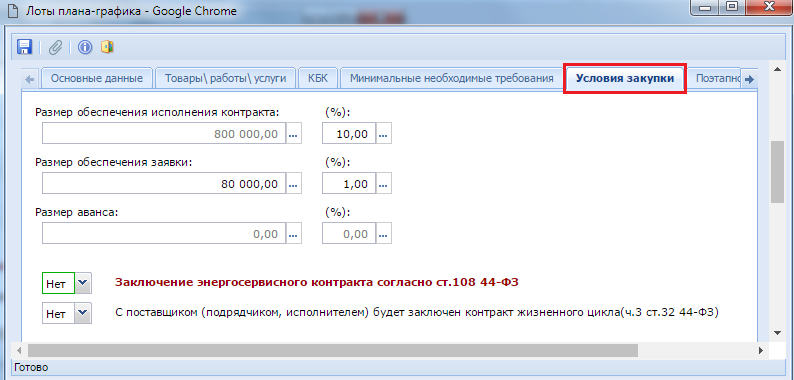 Лоты плана-графика - Google Chrome
Основные данные Товары\ работы\ услуги КБК Минимальные необходимые требования Условия закупки Поэтапно
Размер обеспечения исполнения контракта: (%):
800 000,00 ... 10,00 ...
Размер обеспечения заявки: (%):
80 000,00 ... 1,00 ...
Размер аванса: (%):
0,00 ... 0,00 ...
Нет Заключение энергосервисного контракта согласно ст.108 44-ФЗ
Нет С поставщиком (подрядчиком, исполнителем) будет заключен контракт жизненного цикла(ч.3 ст.32 44-ФЗ)
Готово